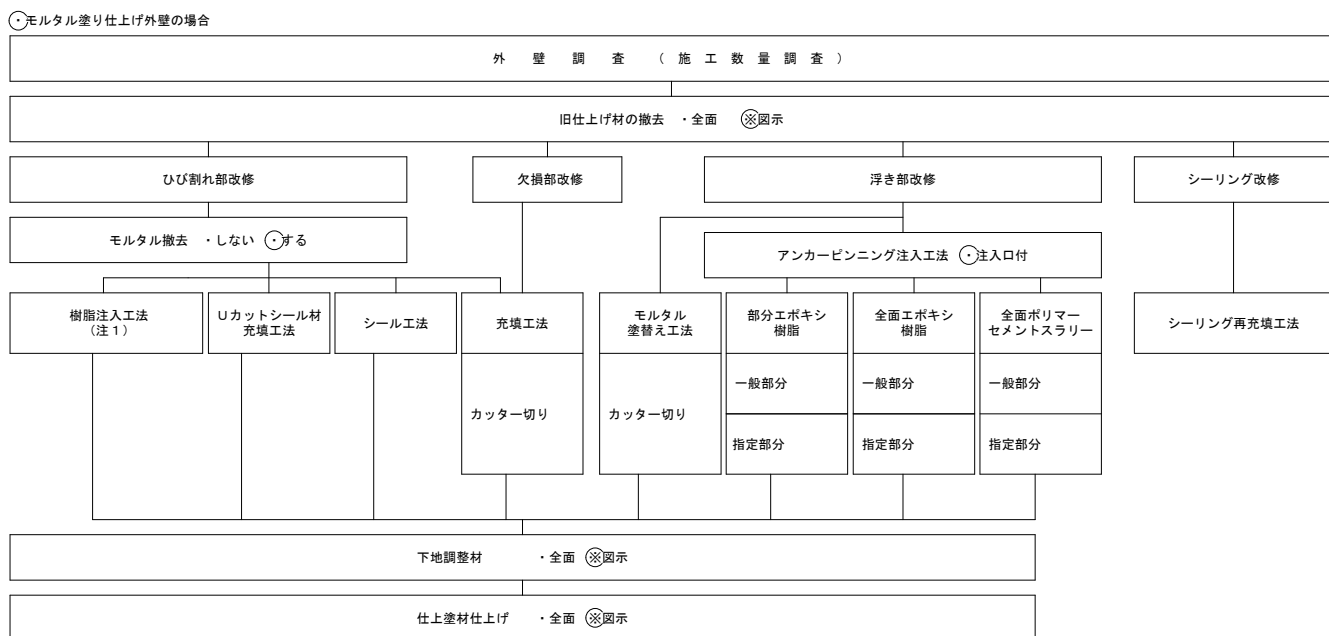 ⊙モルタル塗り仕上げ外壁の場合
外 壁 調 査 ( 施 工 数 量 調 査 )
旧仕上げ材の撤去 ・全面 ※図示
ひび割れ部改修 欠損部改修 浮き部改修 シーリング改修
モルタル撤去 ・しない ⊙する
アンカーピンニング注入工法 ⊙注入口付
樹脂注入工法
(注1)
Uカットシール材
充填工法
シール工法
充填工法
モルタル
塗替え工法
部分エポキシ
樹脂
全面エポキシ
樹脂
全面ポリマー
セメントスラリー
シーリング再充填工法
カッター切り
カッター切り
一般部分
一般部分
一般部分
指定部分
指定部分
指定部分
下地調整材 ・全面 ※図示
仕上塗材仕上げ ・全面 ※図示